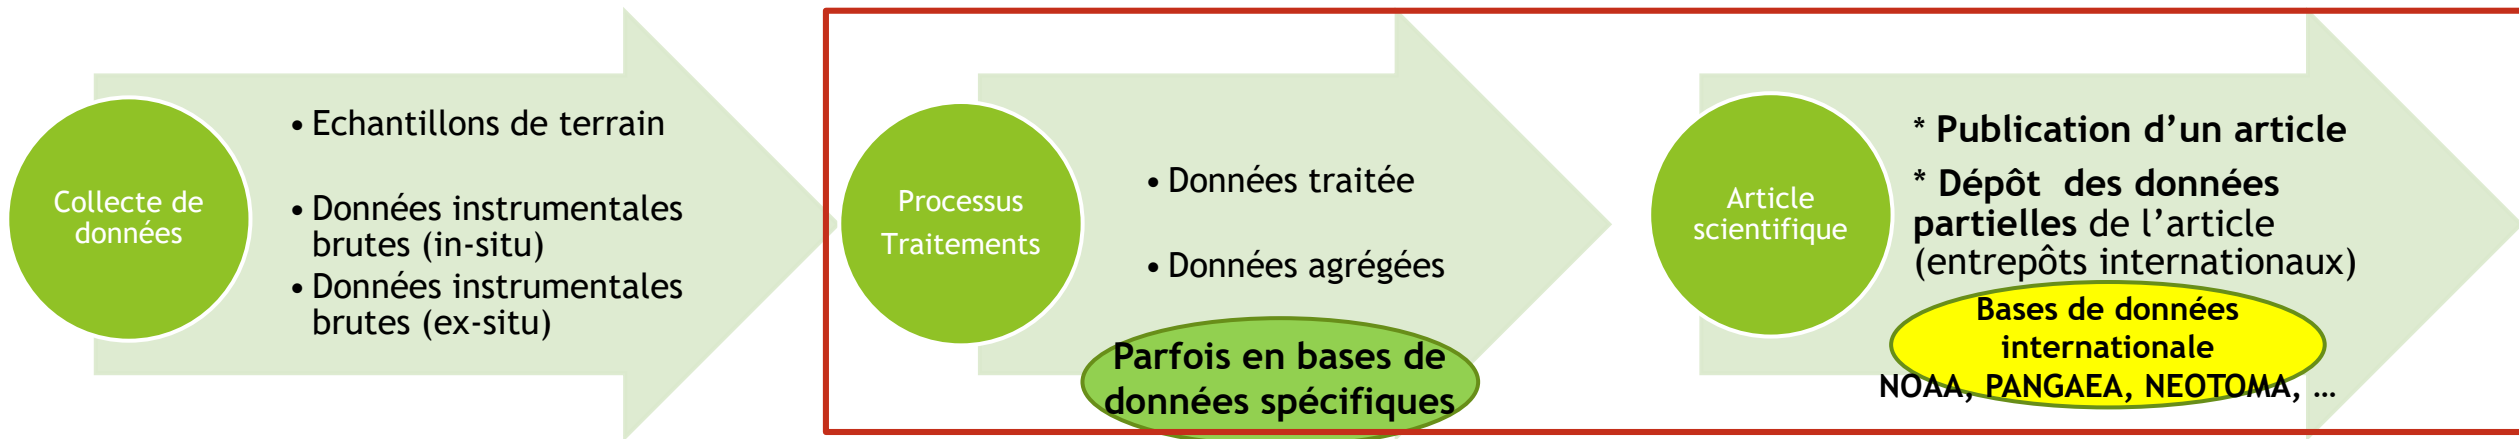 Collecte de
données
• Echantillons de terrain
• Données instrumentales
brutes (in-situ)
• Données instrumentales
brutes (ex-situ)
Processus
Traitements
• Données traitée
• Données agrégées
Parfois en bases de
données spécifiques
Article
scientifique
* Publication d’un article
* Dépôt des données
partielles de l’article
(entrepôts internationaux)
Bases de données
internationale
NOAA, PANGAEA, NEOTOMA, …